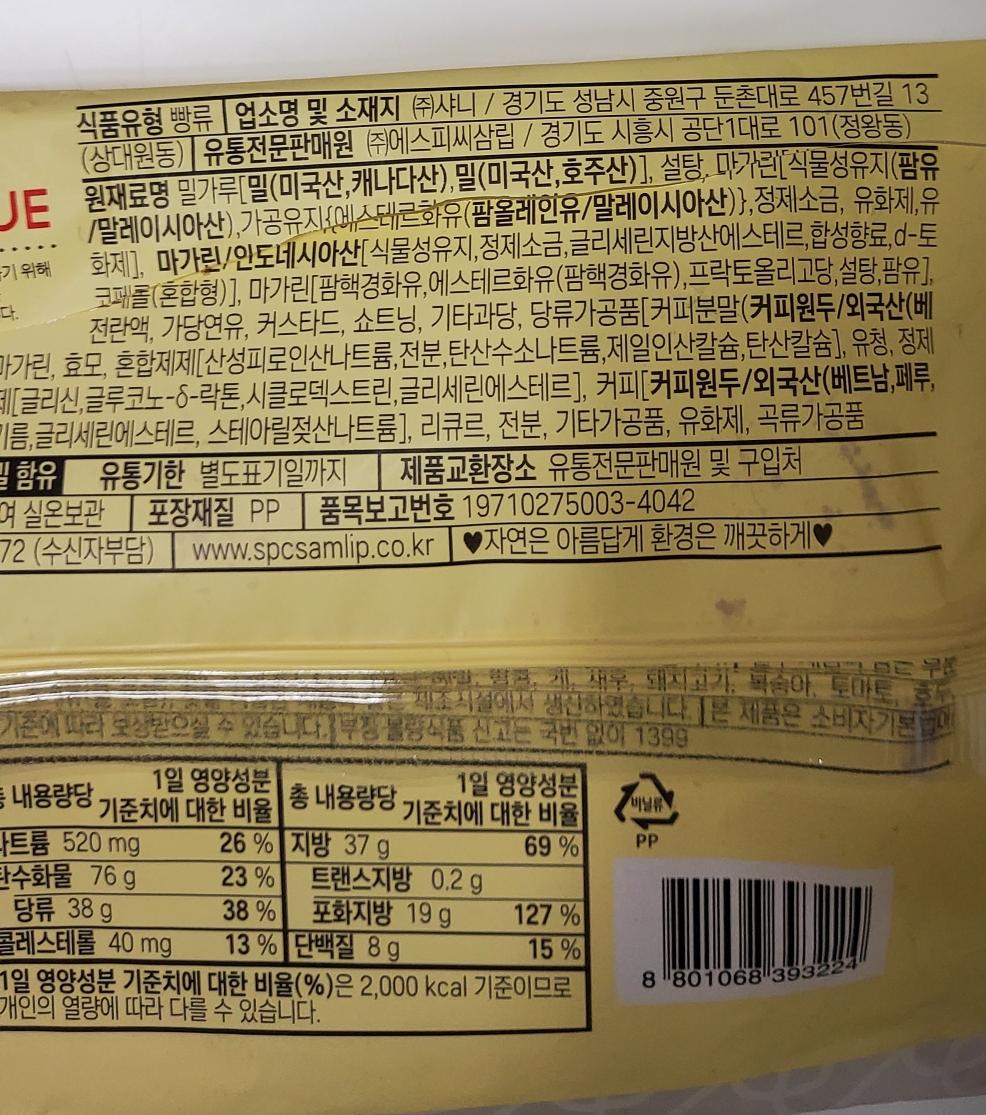 식품유형 빵류 업소명 및 소재지 ㈜샤니 / 경기도 성남시 중원구 둔촌대로 457번길 13
(상대원동) 유통전문판매원 ㈜에스피씨삼립 / 경기도 시흥시 공단1대로 101(정왕동)
원재료명 밀가루[밀(미국산,캐나다산),밀(미국산,호주산)], 설탕, 마가린[식물성유지(팜유
/말레이시아산),가공유지{에스테르화유(팜올레인유/말레이시아산)},정제소금, 유화제,유
화제], 마가린/인도네시아산[식물성유지,정제소금,글리세린지방산에스테르,합성향료,d-토
코페롤(혼합형)], 마가린[팜핵경화유,에스테르화유(팜핵경화유),프락토올리고당,설탕,팜유],
전란액, 가당연유, 커스타드, 쇼트닝, 기타과당, 당류가공품[커피분말(커피원두/외국산(베
마가린, 효모, 혼합제제[산성피로인산나트륨,전분,탄산수소나트륨,제일인산칼슘,탄산칼슘], 유청, 정제
제[글리신,글루코노-δ-락톤,시클로덱스트린,글리세린에스테르], 커피[커피원두/외국산(베트남,페루,
기름,글리세린에스테르, 스테아릴젖산나트륨], 리큐르, 전분, 기타가공품, 유화제, 곡류가공품
UE
기 위해
다.
밀 함유 유통기한 별도표기일까지 제품교환장소 유통전문판매원 및 구입처
여 실온보관 포장재질 PP 품목보고번호 19710275003-4042
72 (수신자부담) www.spcsamlip.co.kr ♥자연은 아름답게 환경은 깨끗하게♥
게, 새우, 돼지고기, 복숭아, 토마토,
제조시설에서 생산하였습니다. 본 제품은 소비자기본법에
기준에 따라 보상받으실 수 있습니다. 부정·불량식품 신고는 국번 없이 1399
총 내용량당 1일 영양성분 기준치에 대한 비율 총 내용량당 1일 영양성분 기준치에 대한 비율
나트륨 520 mg 26 % 지방 37 g 69 %
탄수화물 76 g 23 % 트랜스지방 0.2 g
당류 38 g 38 % 포화지방 19 g 127 %
콜레스테롤 40 mg 13 % 단백질 8 g 15 %
1일 영양성분 기준치에 대한 비율(%)은 2,000 kcal 기준이므로
개인의 열량에 따라 다를 수 있습니다.
비닐류
PP
8 801068 393224